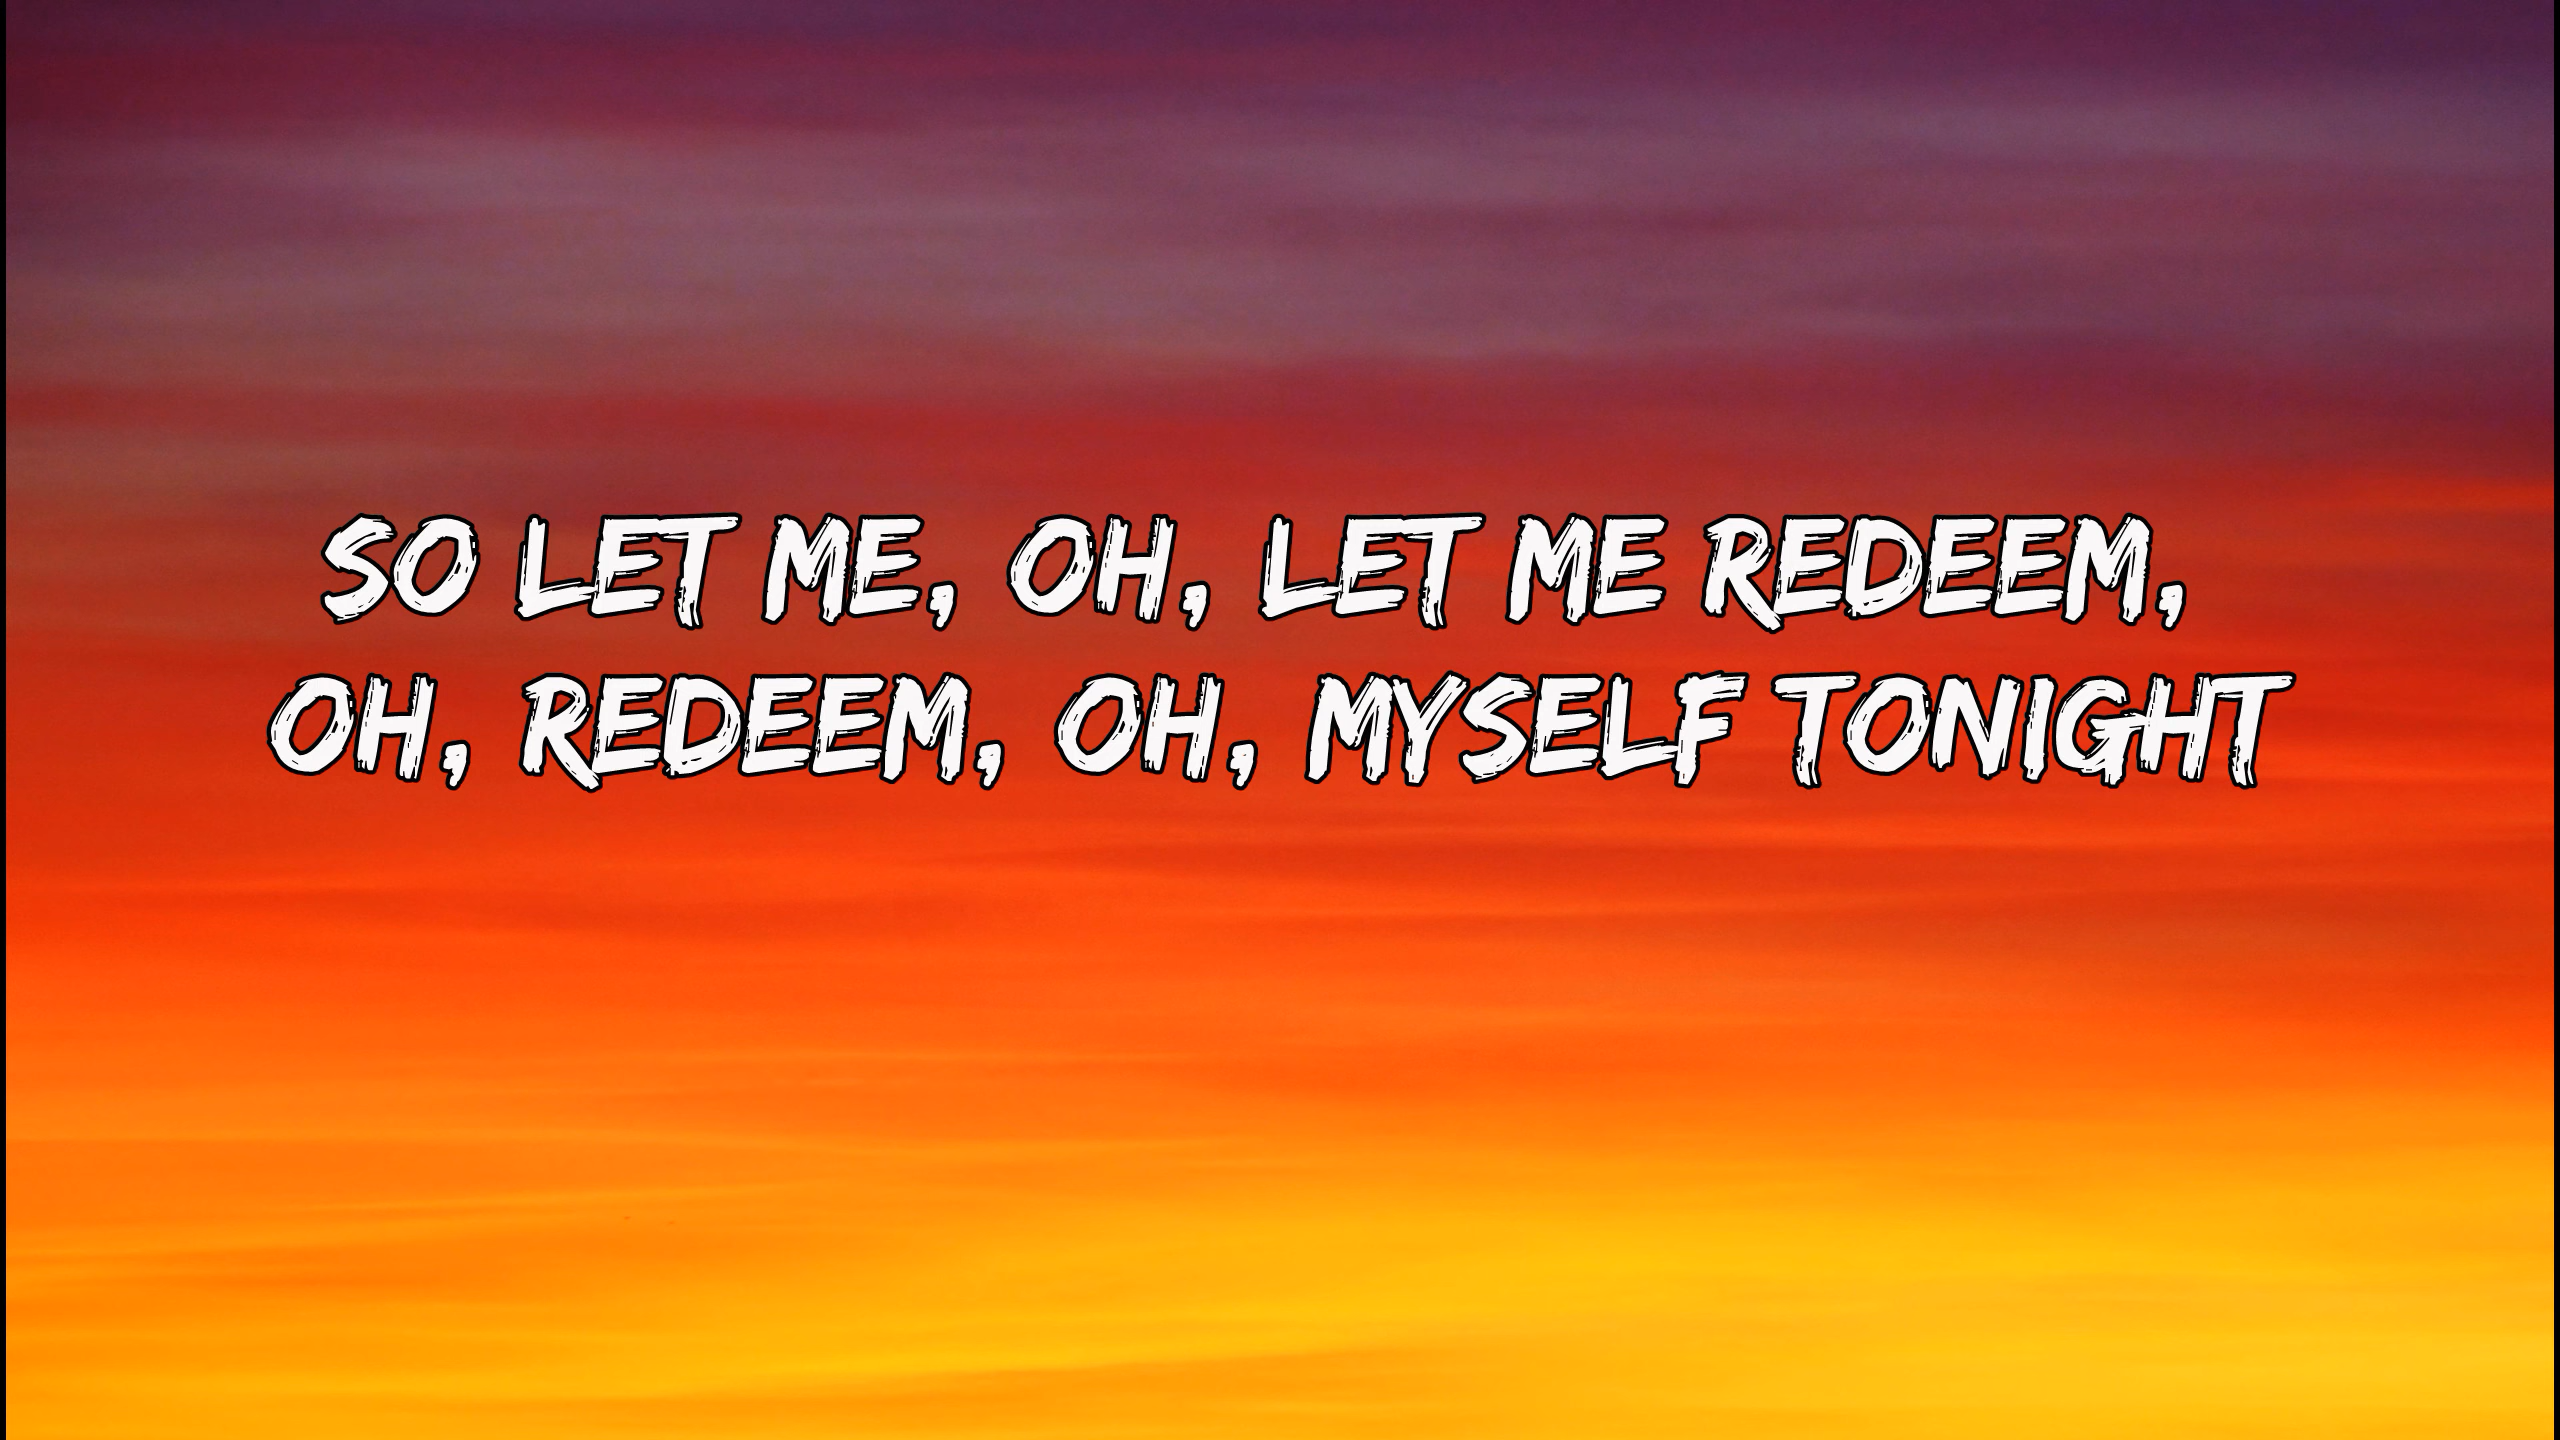 SO LET ME, OH, LET ME REDEEM,
OH, REDEEM, OH, MYSELF TONIGHT